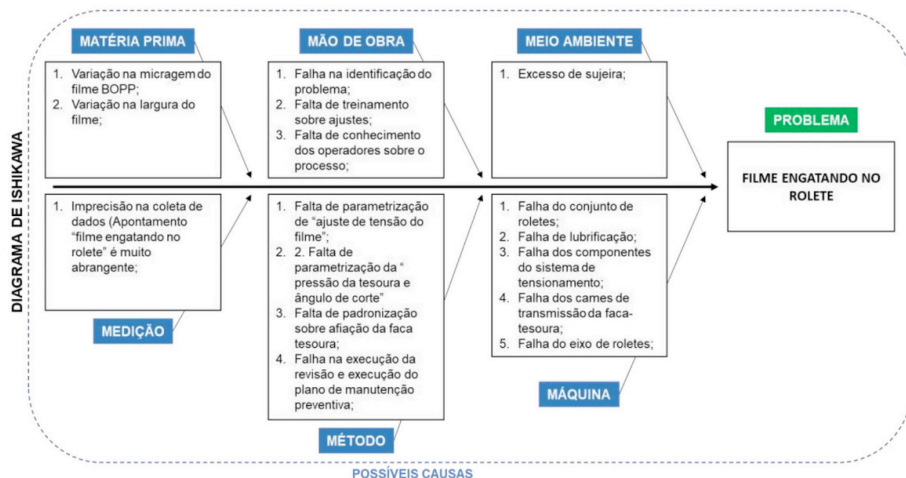 DIAGRAMA DE ISHIKAWA
MATÉRIA PRIMA
1. Variação na micragem do
filme BOPP;
2. Variação na largura do
filme;
MÃO DE OBRA
1. Falha na identificação do
problema;
2. Falta de treinamento
sobre ajustes;
3. Falta de conhecimento
dos operadores sobre o
processo;
MEIO AMBIENTE
1. Excesso de sujeira;
PROBLEMA
FILME ENGATANDO NO
ROLETE
1. Imprecisão na coleta de
dados (Apontamento
“filme engatando no
rolete” é muito
abrangente;
MEDIÇÃO
1. Falta de parametrização
de “ajuste de tensão do
filme”;
2. 2. Falta de
parametrização da “
pressão da tesoura e
ângulo de corte”
3. Falta de padronização
sobre afiação da faca
tesoura;
4. Falha na execução da
revisão e execução do
plano de manutenção
preventiva;
MÉTODO
1. Falha do conjunto de
roletes;
2. Falha de lubrificação;
3. Falha dos componentes
do sistema de
tensionamento;
4. Falha dos cames de
transmissão da faca-
tesoura;
5. Falha do eixo de roletes;
MÁQUINA
POSSÍVEIS CAUSAS